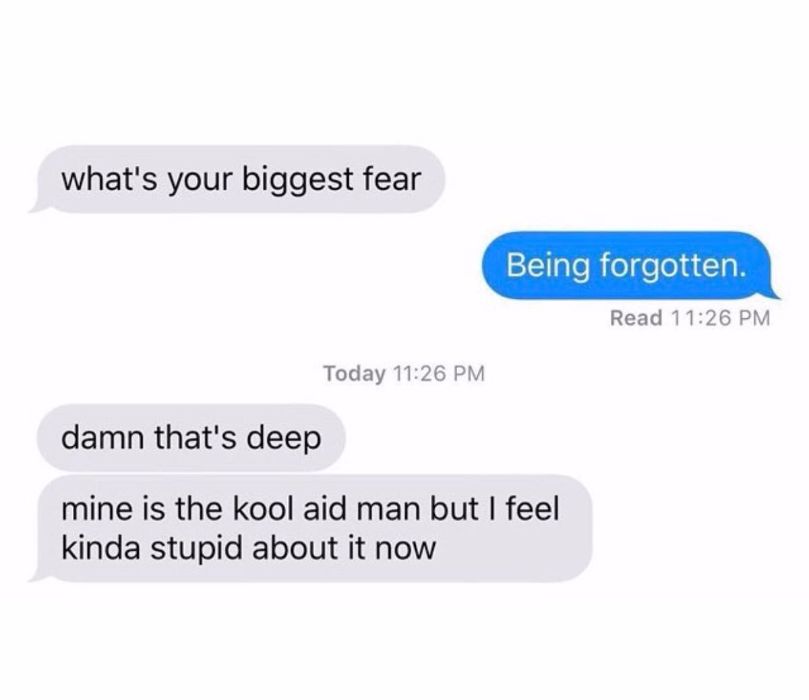 what's your biggest fear
Being forgotten.
Read 11:26 PM
Today 11:26 PM
damn that's deep
mine is the kool aid man but I feel
kinda stupid about it now